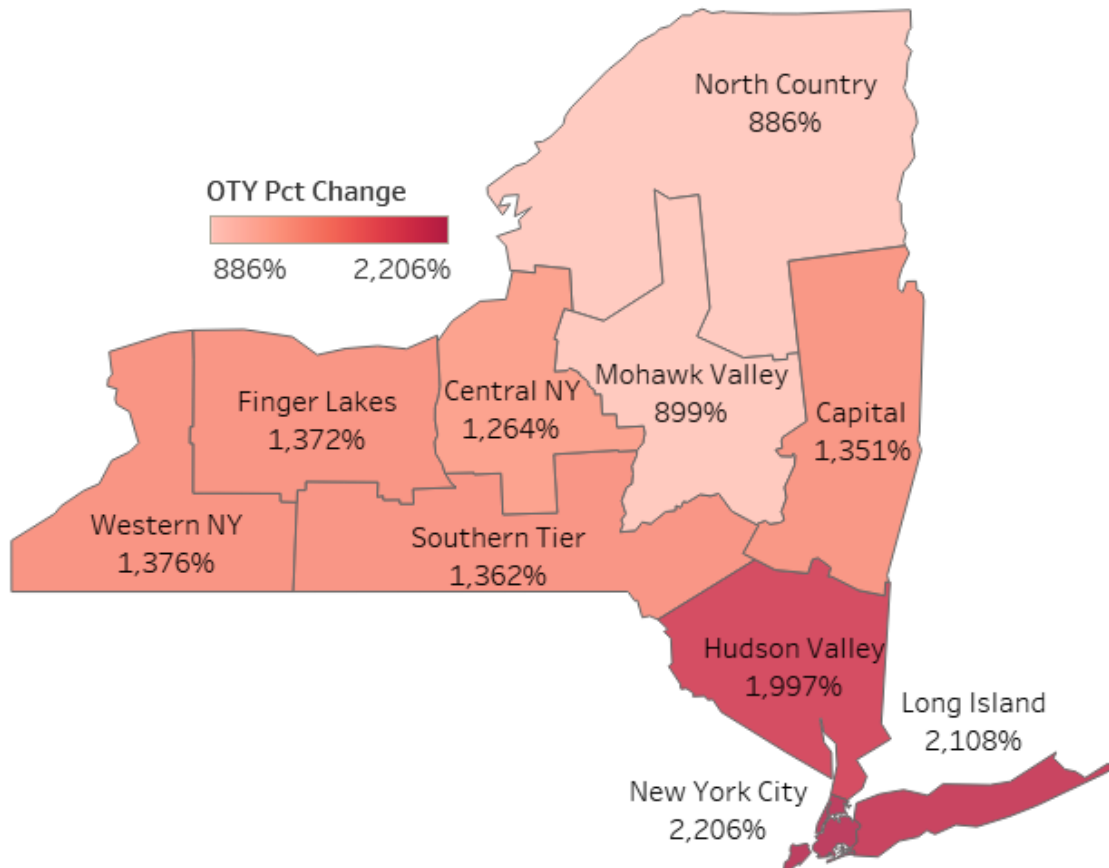 North Country
886%
OTY Pct Change
886% 2,206%
Finger Lakes
1,372%
Central NY
1,264%
Mohawk Valley
899%
Capital
1,351%
Western NY
1,376%
Southern Tier
1,362%
Hudson Valley
1,997%
Long Island
2,108%
New York City
2,206%